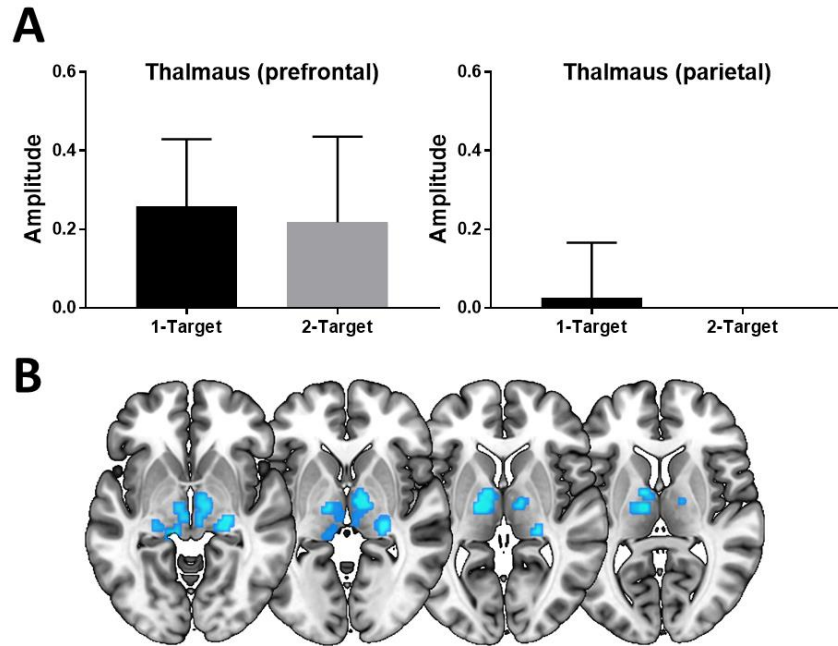 A
Thalmaus (prefrontal)
Amplitude
0.6
0.4
0.2
0.0
1-Target
2-Target
Thalmaus (parietal)
Amplitude
0.6
0.4
0.2
0.0
1-Target
2-Target
B